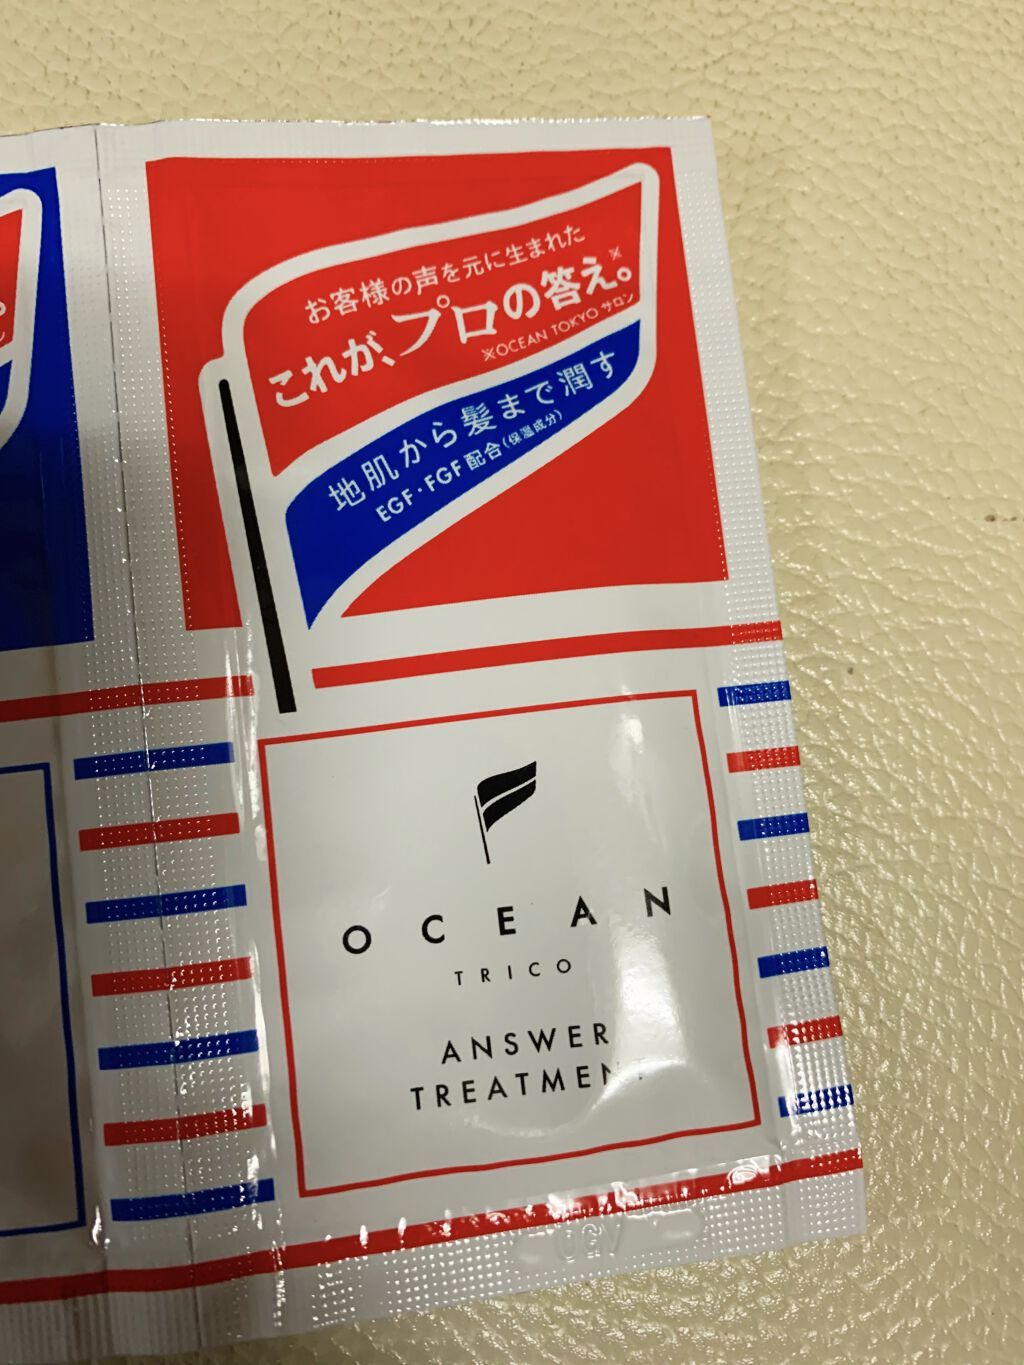 お客様の声を元に生まれた
これが、プロの答え。※
※OCEAN TOKYO サロン
地肌から髪まで潤す
EGF・FGF配合(保湿成分)
OCEAN
TRICO
ANSWER
TREATMENT